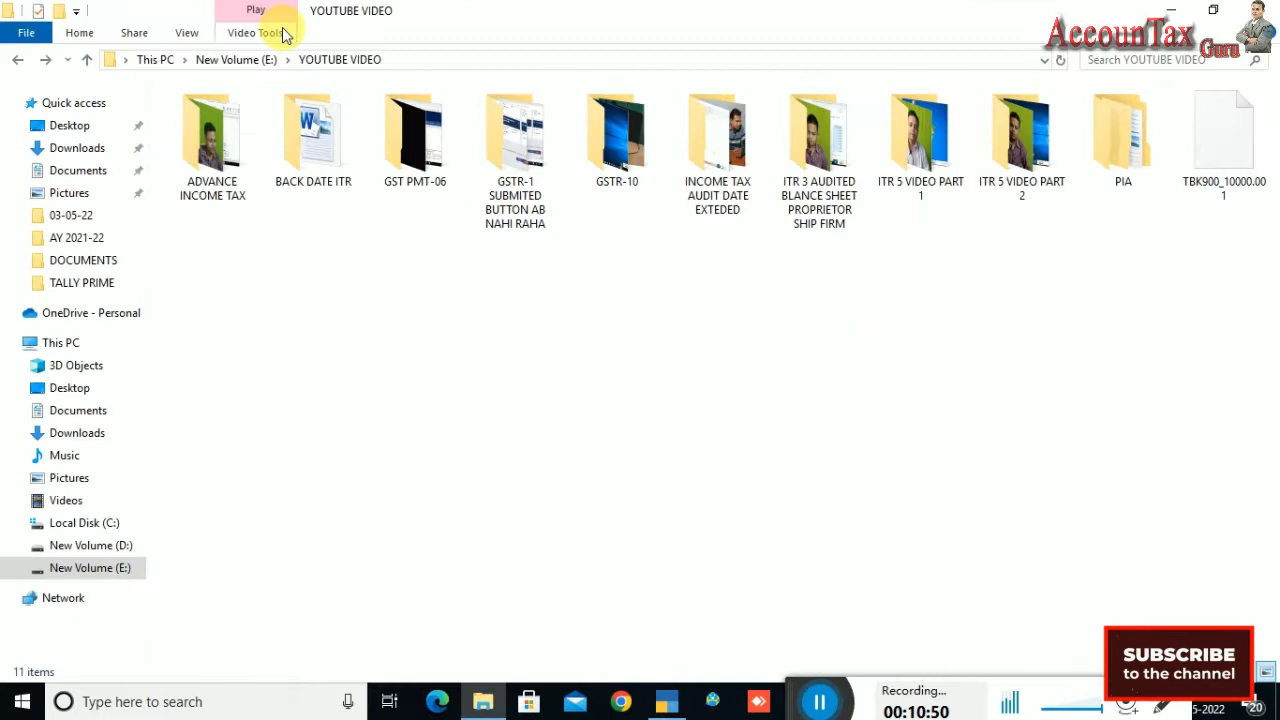 Play
YOUTUBE VIDEO
File
Home
Share
View
Video Tools
AccounTax
Guru
This PC
New Volume (E:)
YOUTUBE VIDEO
Search YOUTUBE VIDEO
Quick access
Desktop
Downloads
Documents
Pictures
03-05-22
AY 2021-22
DOCUMENTS
TALLY PRIME
OneDrive - Personal
This PC
3D Objects
Desktop
Documents
Downloads
Music
Pictures
Videos
Local Disk (C:)
New Volume (D:)
New Volume (E:)
Network
ADVANCE
INCOME TAX
BACK DATE ITR
GST PMT-06
GSTR-1
SUBMITED
BUTTON AB
NAHI RAHA
GSTR-10
INCOME TAX
AUDIT DATE
EXTEDED
ITR 3 AUDITED
BLANCE SHEET
PROPRIETOR
SHIP FIRM
ITR 5 VIDEO PART
1
ITR 5 VIDEO PART
2
PIA
TBK900_10000.00
1
11 items
SUBSCRIBE
to the channel
Type here to search
Recording...
00:10:50
5-2022
20